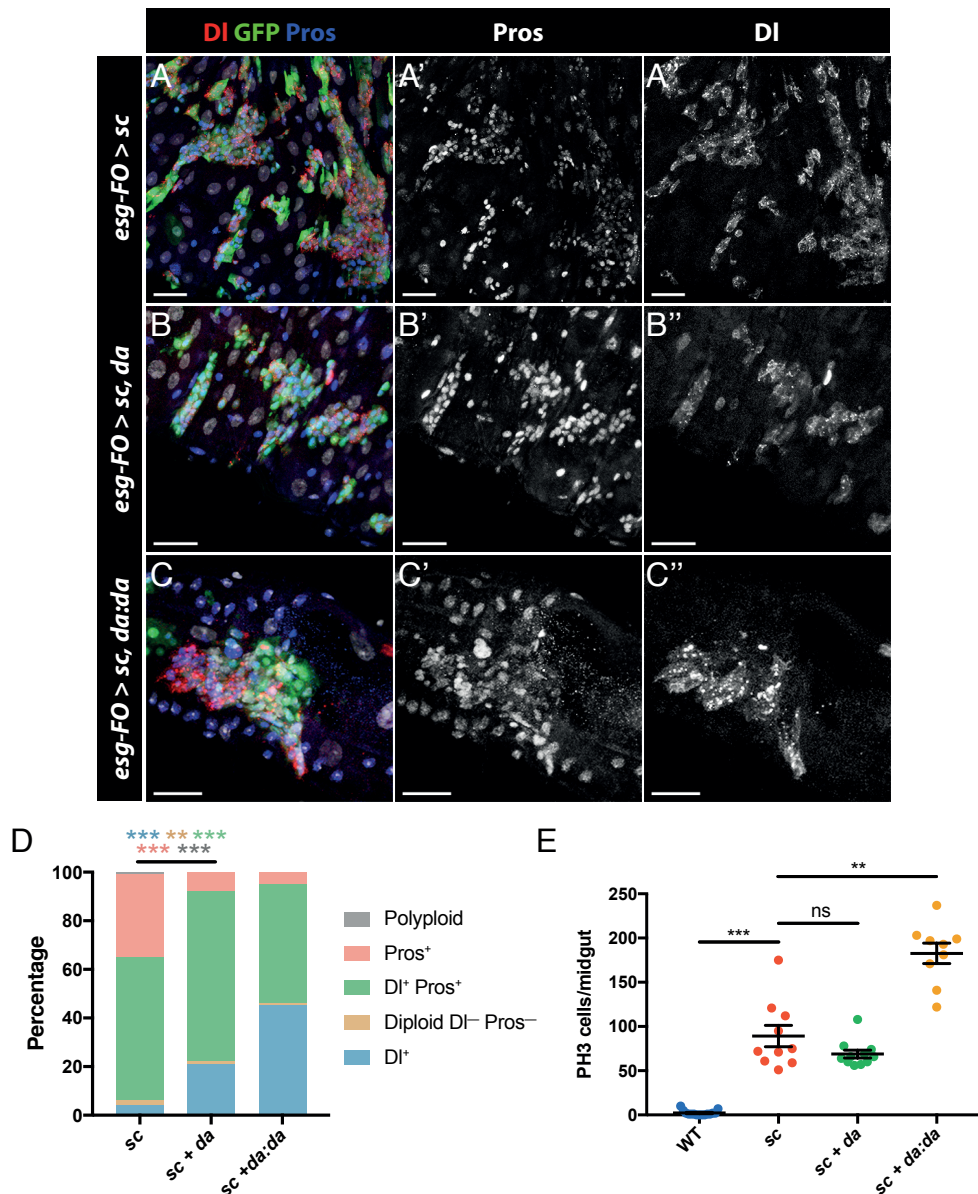 Dl GFP Pros
Pros
Dl
esg-FO > sc
A
A'
A
esg-FO > sc, da
B
B'
B''
esg-FO > sc, da:da
C
C'
C''
D
*** ** ***
*** ***
Percentage
100
80
60
40
20
0
sc
sc + da
sc +da:da
Polyploid
Pros⁺
Dl⁺ Pros⁺
Diploid Dl⁻ Pros⁻
Dl⁺
E
PH3 cells/midgut
250
200
150
100
50
0
**
ns
***
WT
sc
sc + da
sc + da:da